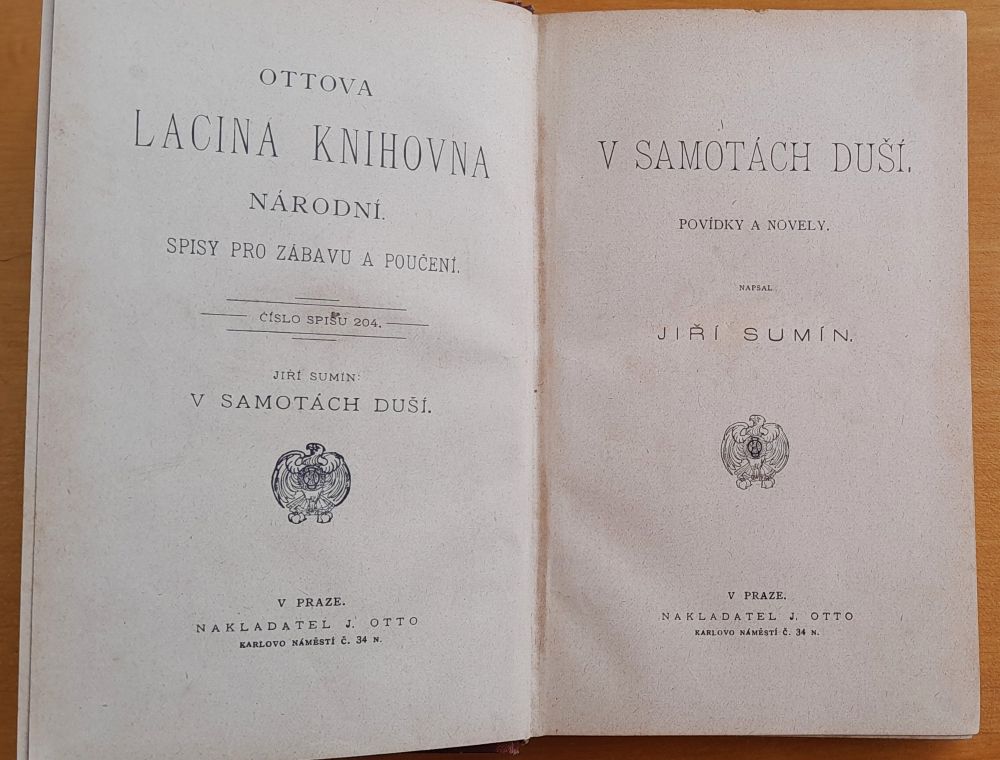 OTTOVA
LACINÁ KNIHOVNA
NÁRODNÍ.
SPISY PRO ZÁBAVU A POUČENÍ.
ČÍSLO SPISU 204.
JIŘÍ SUMÍN:
V SAMOTÁCH DUŠÍ.
V PRAZE.
NAKLADATEL J. OTTO
KARLOVO NÁMĚSTÍ Č. 34 N.
V SAMOTÁCH DUŠÍ.
POVÍDKY A NOVELY.
NAPSAL
JIŘÍ SUMÍN.
V PRAZE.
NAKLADATEL J. OTTO
KARLOVO NÁMĚSTÍ Č. 34 N.